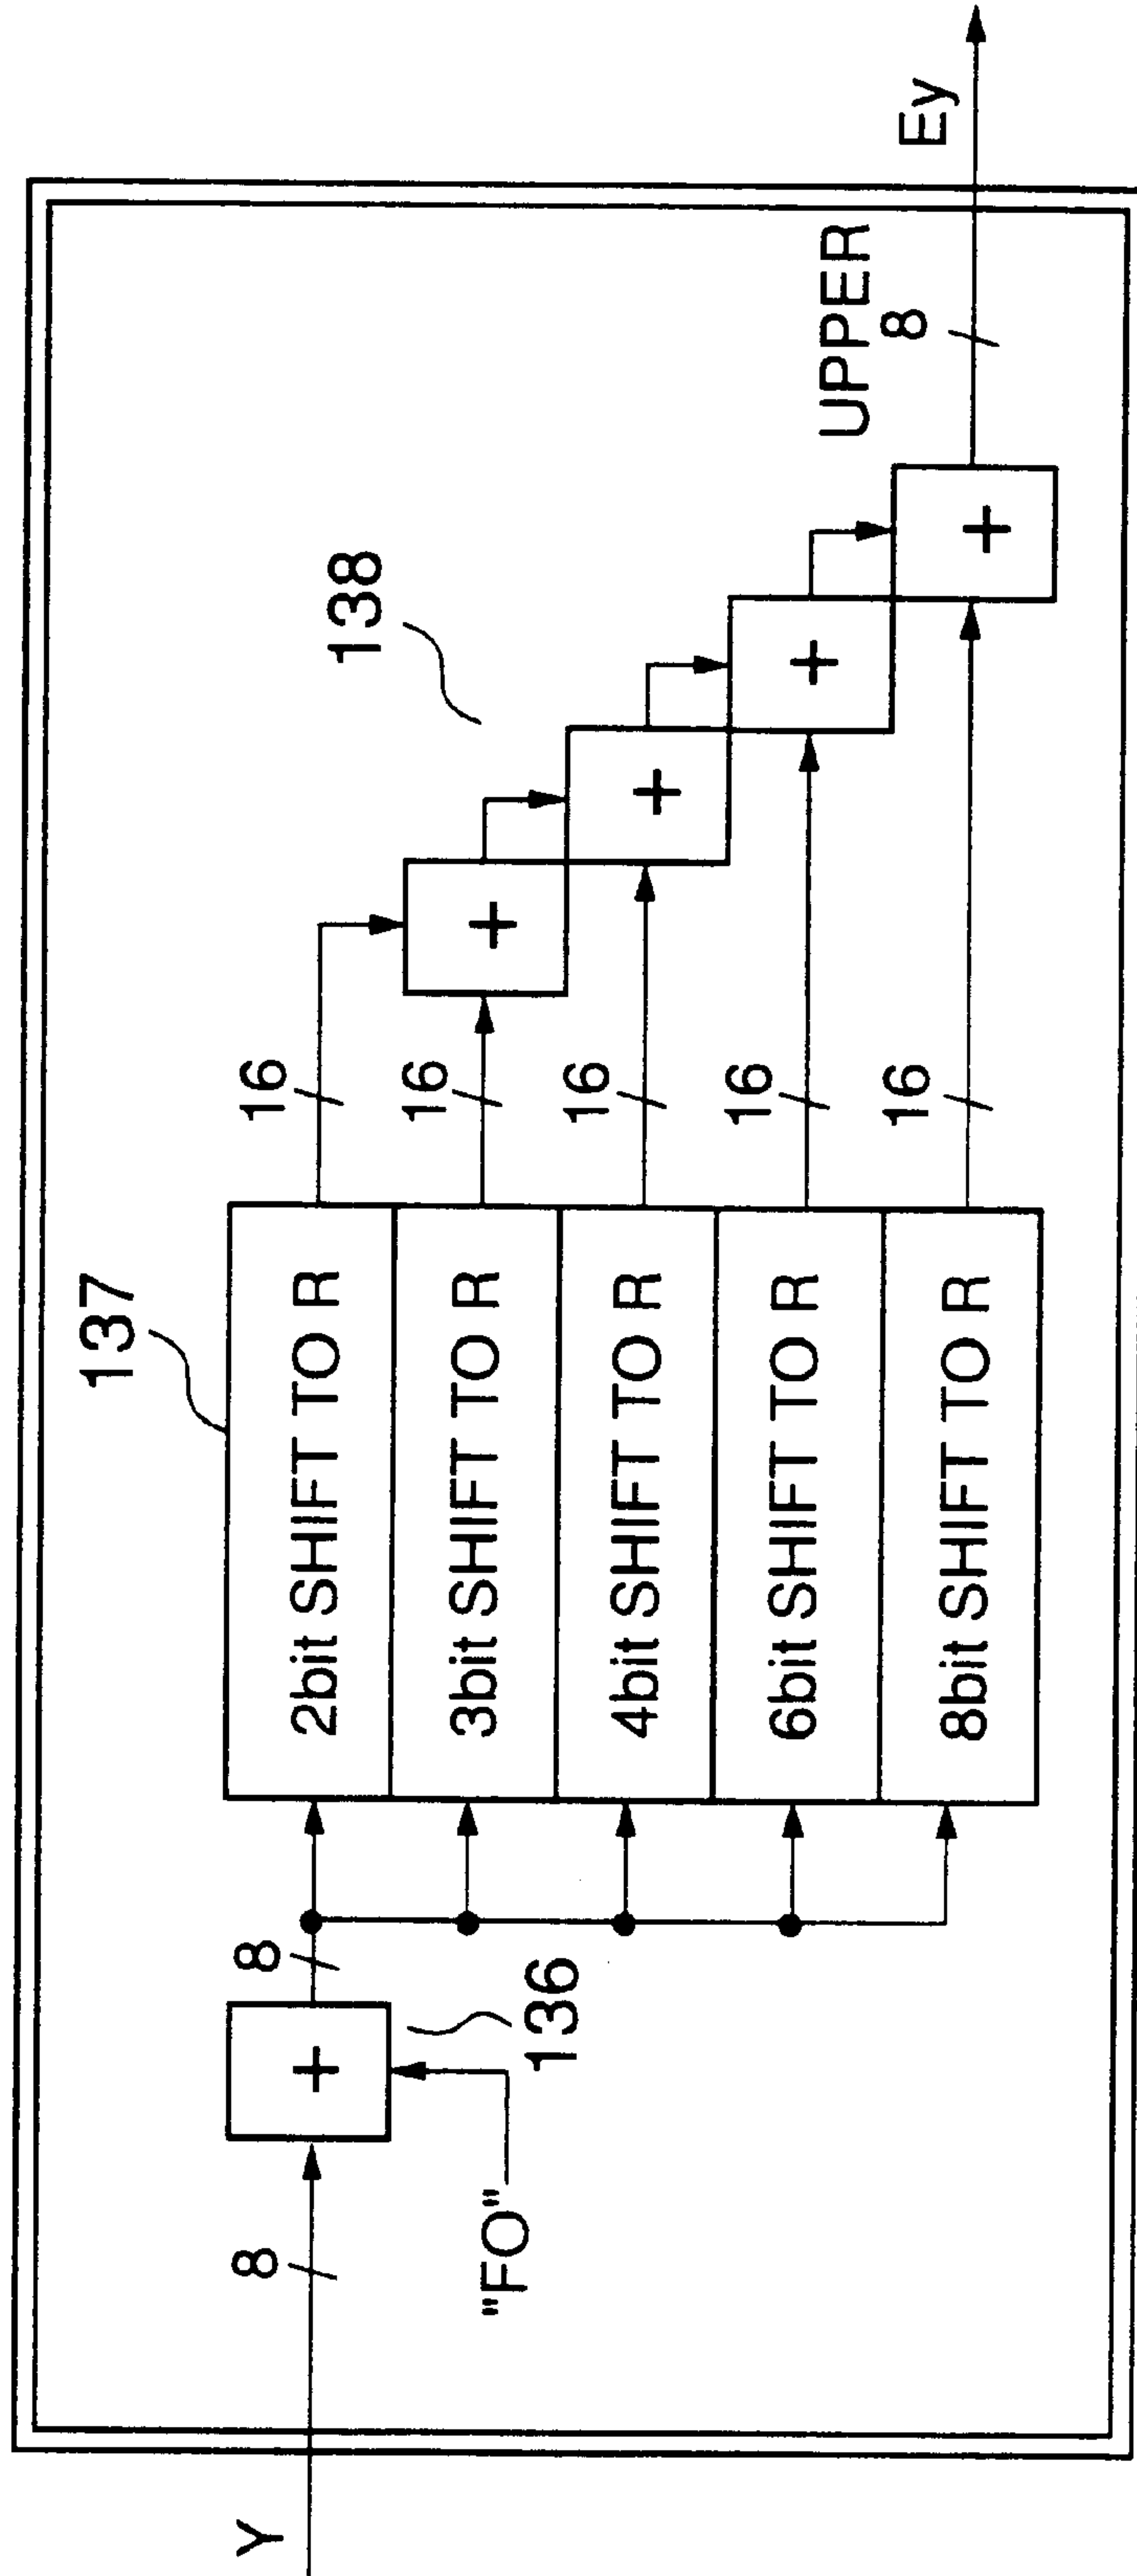 Y
8
"FO"
136
8
137
2bit SHIFT TO R
3bit SHIFT TO R
4bit SHIFT TO R
6bit SHIFT TO R
8bit SHIFT TO R
16
16
16
16
16
138
+
+
+
+
+
UPPER
8
Ey